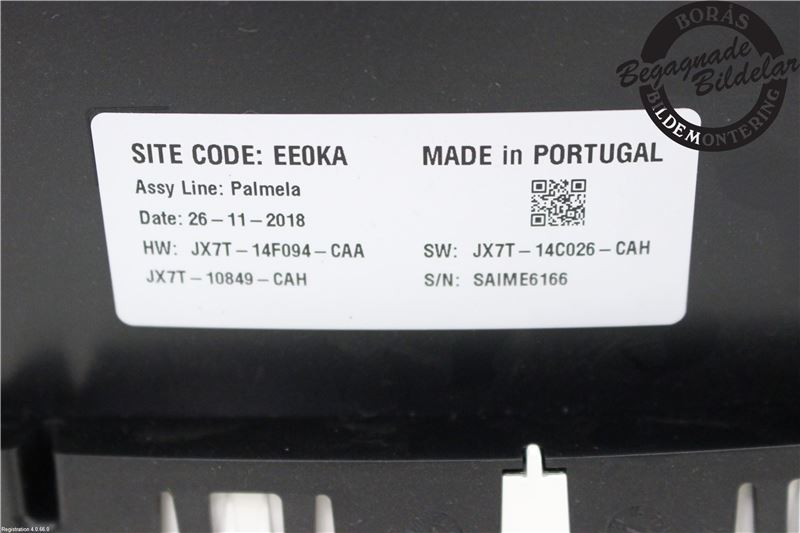 BORÅS
Begagnade
Bildelar
BILDEMONTERING
SITE CODE: EE0KA
MADE in PORTUGAL
Assy Line: Palmela
Date: 26-11-2018
HW: JX7T-14F094-CAA
SW: JX7T-14C026-CAH
JX7T-10849-CAH
S/N: SAIME6166
Registration 4.0.66.0